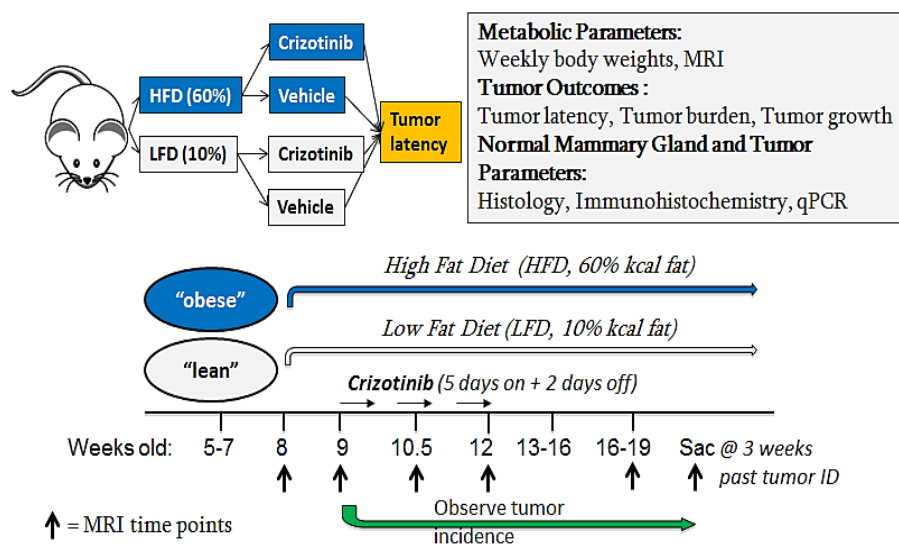 Crizotinib
HFD (60%)
Vehicle
LFD (10%)
Crizotinib
Vehicle
Tumor
latency
Metabolic Parameters:
Weekly body weights, MRI
Tumor Outcomes :
Tumor latency, Tumor burden, Tumor growth
Normal Mammary Gland and Tumor
Parameters:
Histology, Immunohistochemistry, qPCR
High Fat Diet (HFD, 60% kcal fat)
"obese"
Low Fat Diet (LFD, 10% kcal fat)
"lean"
Crizotinib (5 days on + 2 days off)
Weeks old: 5-7 8 9 10.5 12 13-16 16-19 Sac @ 3 weeks
past tumor ID
= MRI time points
Observe tumor
incidence